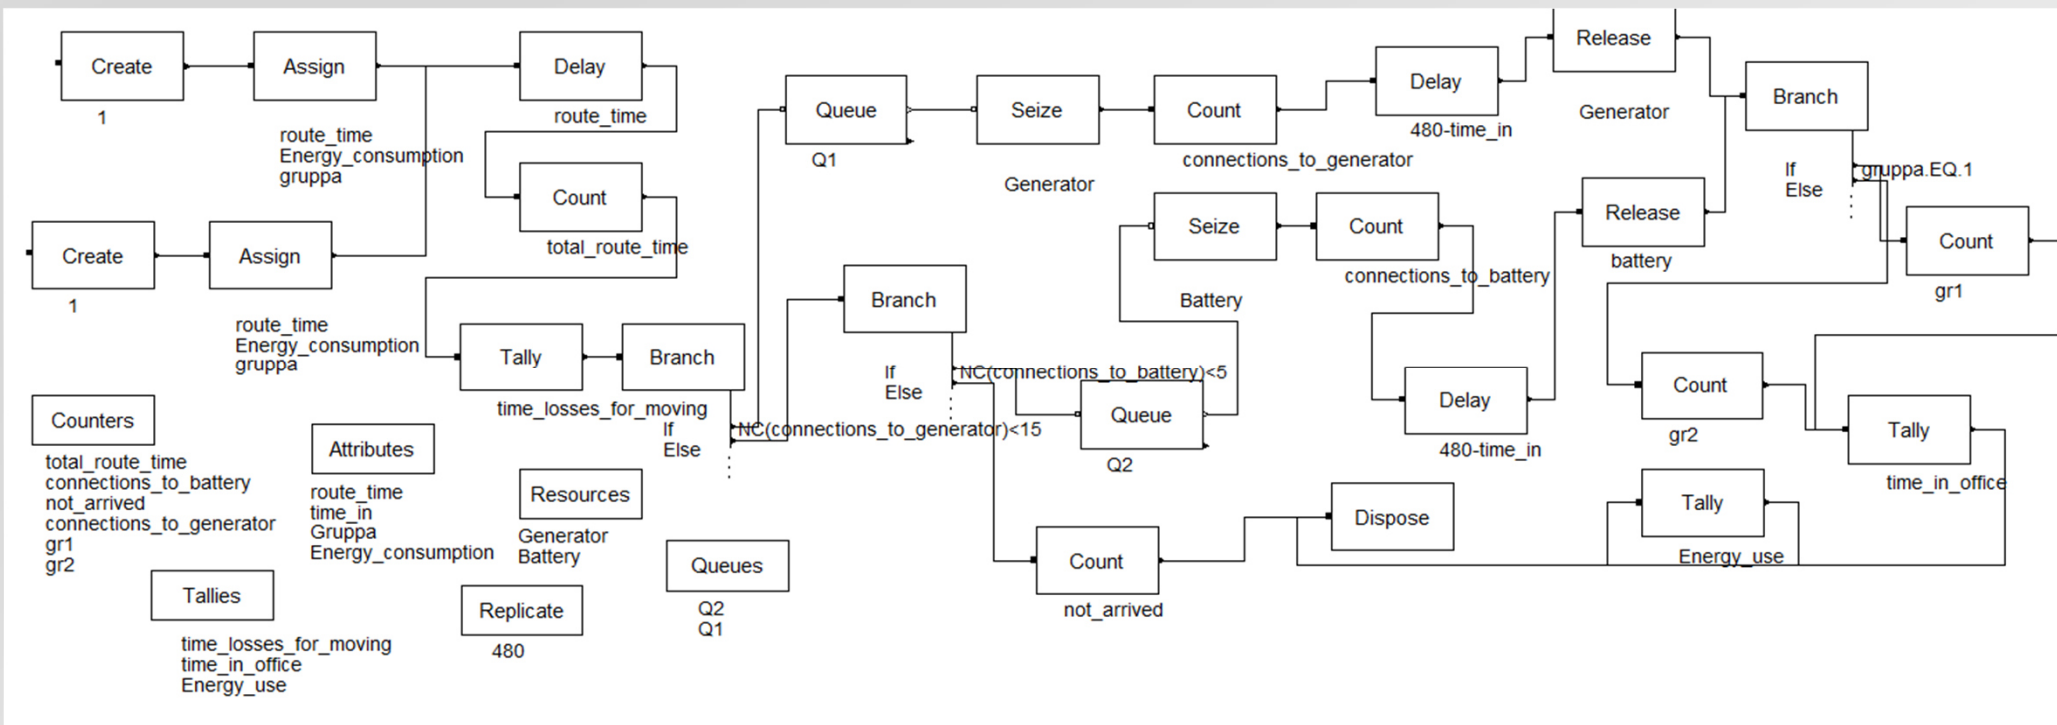 Create
1
Assign
route_time
Energy_consumption
gruppa
Delay
route_time
Count
total_route_time
Create
1
Assign
route_time
Energy_consumption
gruppa
Tally
time_losses_for_moving
Branch
If
Else
NC(connections_to_generator)<15
Queue
Q1
Seize
Generator
Count
connections_to_generator
Delay
480-time_in
Release
Generator
Branch
If
Else
gruppa.EQ.1
Branch
If
Else
NC(connections_to_battery)<5
Queue
Q2
Seize
Battery
Count
connections_to_battery
Delay
480-time_in
Release
battery
Count
gr1
Count
gr2
Tally
time_in_office
Tally
Energy_use
Dispose
Count
not_arrived
Counters
total_route_time
connections_to_battery
not_arrived
connections_to_generator
gr1
gr2
Attributes
route_time
time_in
Gruppa
Energy_consumption
Resources
Generator
Battery
Queues
Q2
Q1
Tallies
time_losses_for_moving
time_in_office
Energy_use
Replicate
480